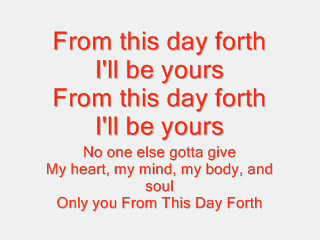 From this day forth
I'll be yours
From this day forth
I'll be yours
No one else gotta give
My heart, my mind, my body, and
soul
Only you From This Day Forth